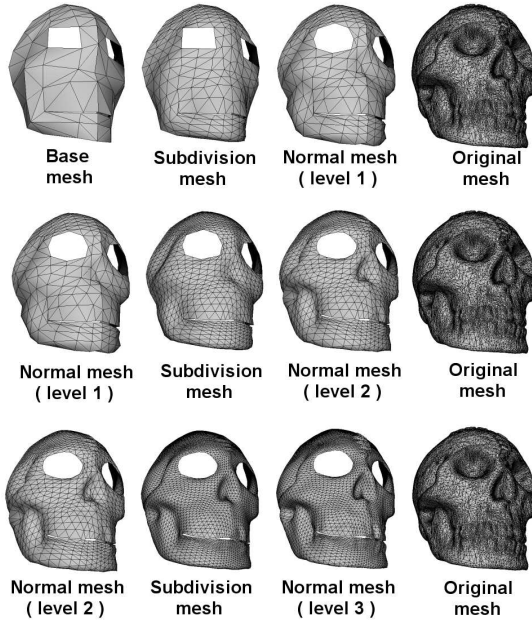 Base
mesh
Subdivision
mesh
Normal mesh
( level 1 )
Original
mesh
Normal mesh
( level 1 )
Subdivision
mesh
Normal mesh
( level 2 )
Original
mesh
Normal mesh
( level 2 )
Subdivision
mesh
Normal mesh
( level 3 )
Original
mesh